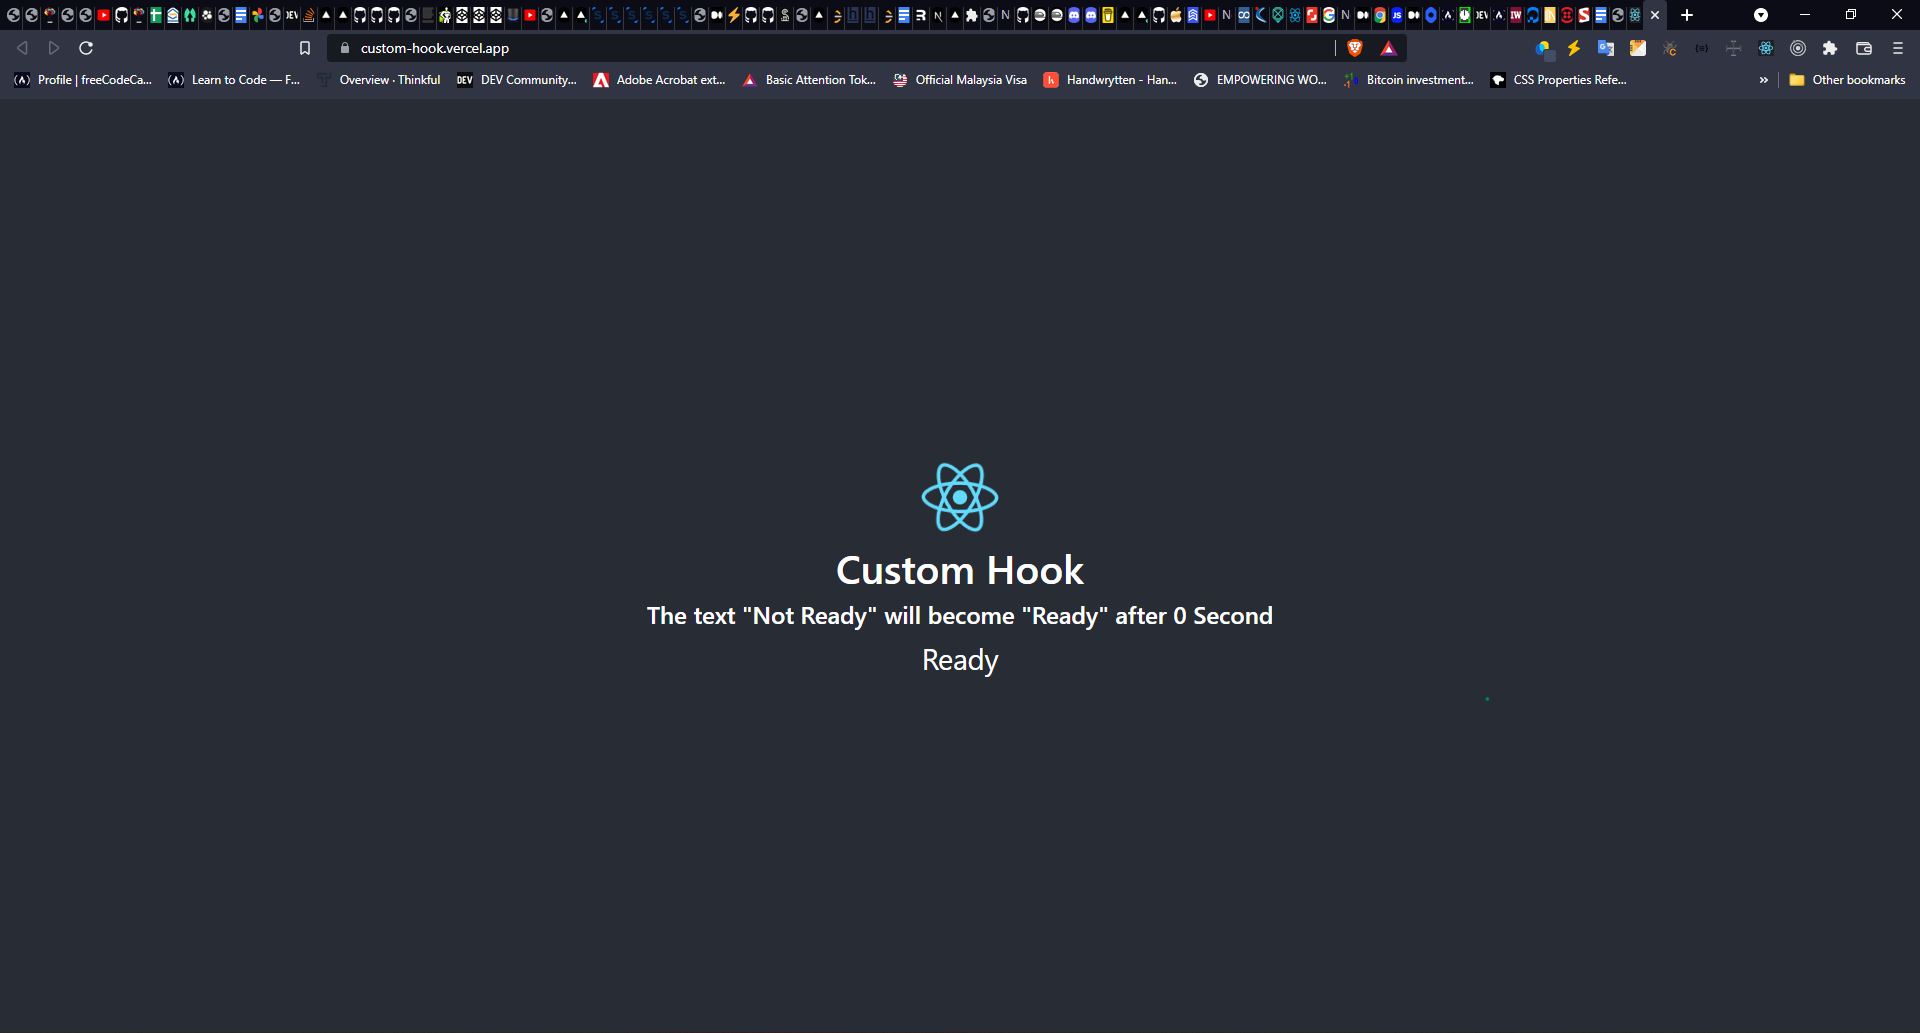 custom-hook.vercel.app
Profile | freeCodeCa...
Learn to Code — F...
Overview · Thinkful
DEV
DEV Community...
Adobe Acrobat ext...
Basic Attention Tok...
Official Malaysia Visa
Handwrytten - Han...
EMPOWERING WO...
Bitcoin investment...
CSS Properties Refe...
»
Other bookmarks
Custom Hook
The text "Not Ready" will become "Ready" after 0 Second
Ready